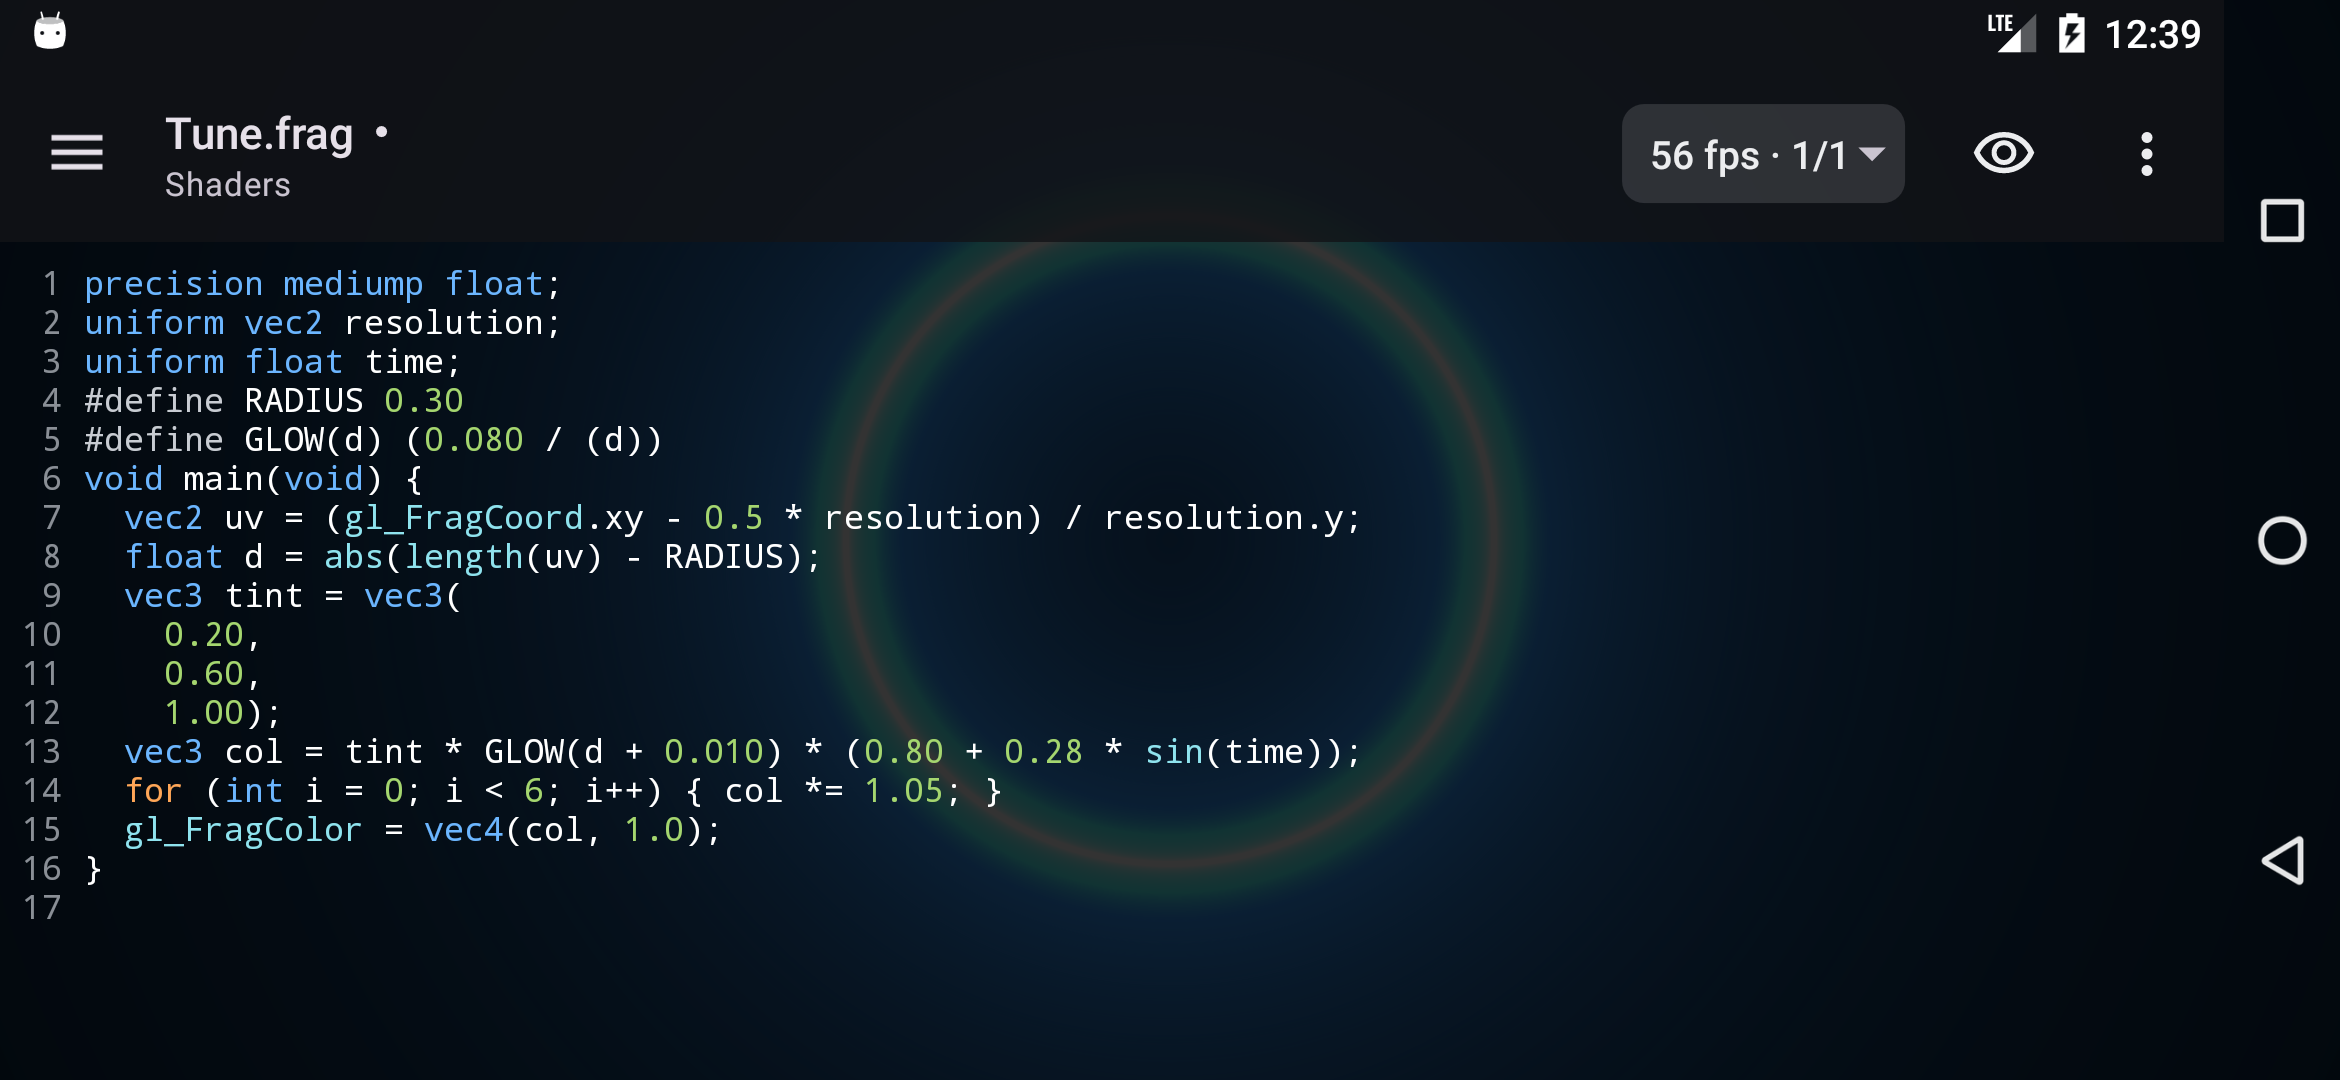 LTE 12:39
Tune.frag •
Shaders
56 fps · 1/1
1 precision mediump float;
2 uniform vec2 resolution;
3 uniform float time;
4 #define RADIUS 0.30
5 #define GLOW(d) (0.080 / (d))
6 void main(void) {
7   vec2 uv = (gl_FragCoord.xy - 0.5 * resolution) / resolution.y;
8   float d = abs(length(uv) - RADIUS);
9   vec3 tint = vec3(
10     0.20,
11     0.60,
12     1.00);
13   vec3 col = tint * GLOW(d + 0.010) * (0.80 + 0.28 * sin(time));
14   for (int i = 0; i < 6; i++) { col *= 1.05; }
15   gl_FragColor = vec4(col, 1.0);
16 }
17